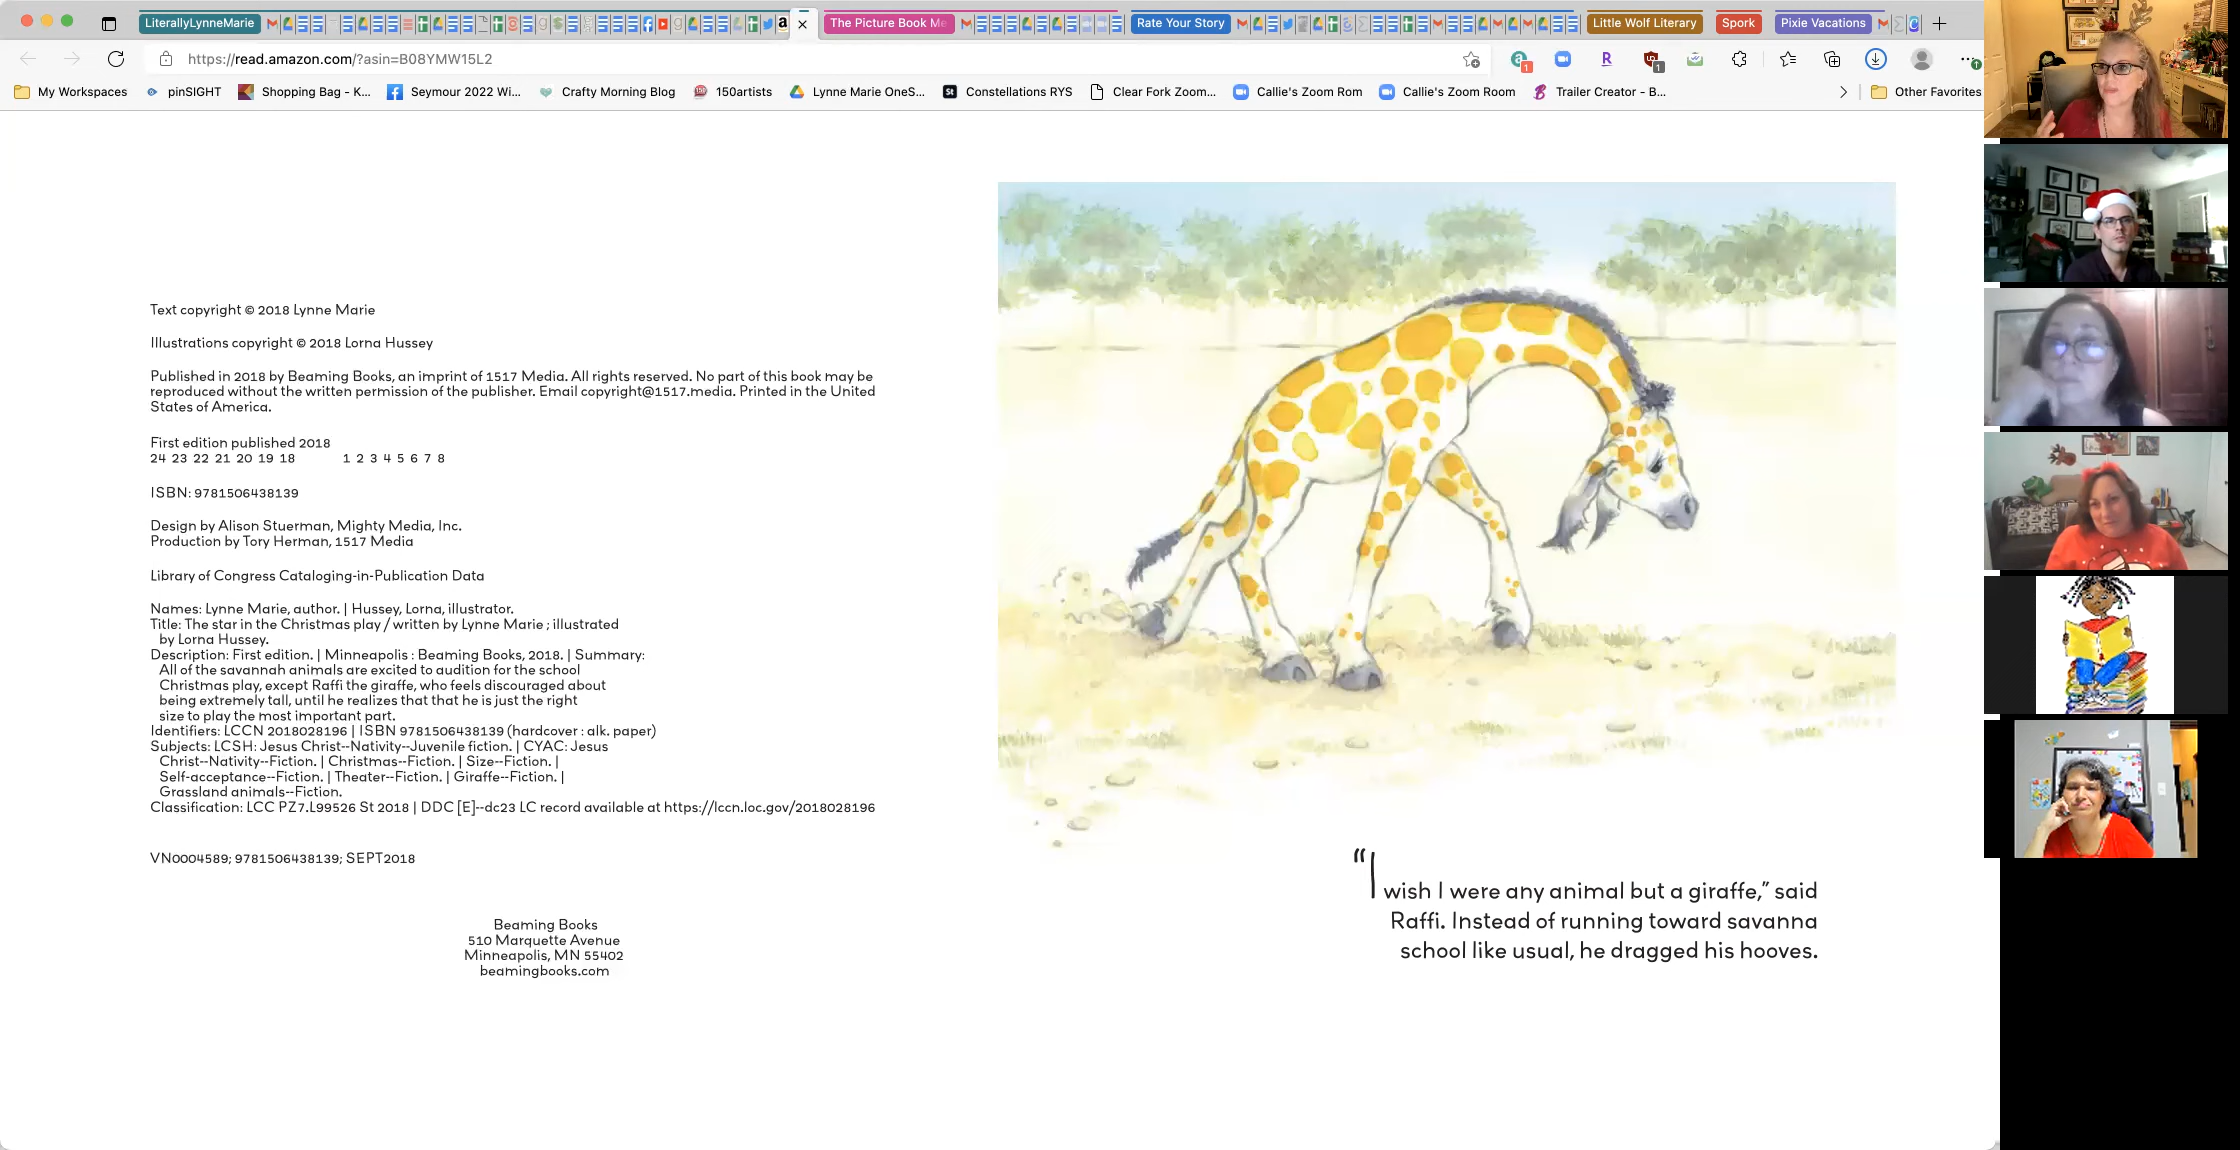 LiterallyLynneMarie
The Picture Book Me
Rate Your Story
Little Wolf Literary
Spork
Pixie Vacations
https://read.amazon.com/?asin=B08YMW15L2
My Workspaces
pinSIGHT
Shopping Bag - K...
Seymour 2022 Wi...
Crafty Morning Blog
150artists
Lynne Marie OneS...
Constellations RYS
Clear Fork Zoom...
Callie's Zoom Rom
Callie's Zoom Room
Trailer Creator - B...
Other Favorites
Text copyright © 2018 Lynne Marie
Illustrations copyright © 2018 Lorna Hussey
Published in 2018 by Beaming Books, an imprint of 1517 Media. All rights reserved. No part of this book may be
reproduced without the written permission of the publisher. Email copyright@1517.media. Printed in the United
States of America.
First edition published 2018
24 23 22 21 20 19 18 1 2 3 4 5 6 7 8
ISBN: 9781506438139
Design by Alison Stuerman, Mighty Media, Inc.
Production by Tory Herman, 1517 Media
Library of Congress Cataloging-in-Publication Data
Names: Lynne Marie, author. | Hussey, Lorna, illustrator.
Title: The star in the Christmas play / written by Lynne Marie ; illustrated
by Lorna Hussey.
Description: First edition. | Minneapolis : Beaming Books, 2018. | Summary:
All of the savannah animals are excited to audition for the school
Christmas play, except Raffi the giraffe, who feels discouraged about
being extremely tall, until he realizes that that he is just the right
size to play the most important part.
Identifiers: LCCN 2018028196 | ISBN 9781506438139 (hardcover : alk. paper)
Subjects: LCSH: Jesus Christ--Nativity--Juvenile fiction. | CYAC: Jesus
Christ--Nativity--Fiction. | Christmas--Fiction. | Size--Fiction. |
Self-acceptance--Fiction. | Theater--Fiction. | Giraffe--Fiction. |
Grassland animals--Fiction.
Classification: LCC PZ7.L99526 St 2018 | DDC [E]--dc23 LC record available at https://lccn.loc.gov/2018028196
VN0004589; 9781506438139; SEPT2018
Beaming Books
510 Marquette Avenue
Minneapolis, MN 55402
beamingbooks.com
“I wish I were any animal but a giraffe,” said
Raffi. Instead of running toward savanna
school like usual, he dragged his hooves.